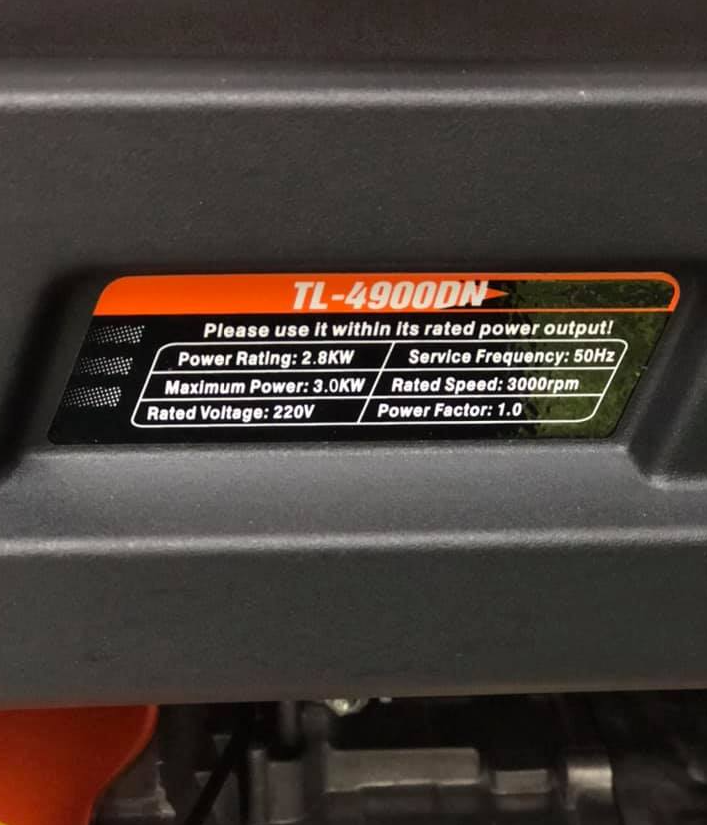 TL-4900DN
Please use it within its rated power output!
Power Rating: 2.8KW Service Frequency: 50Hz
Maximum Power: 3.0KW Rated Speed: 3000rpm
Rated Voltage: 220V Power Factor: 1.0